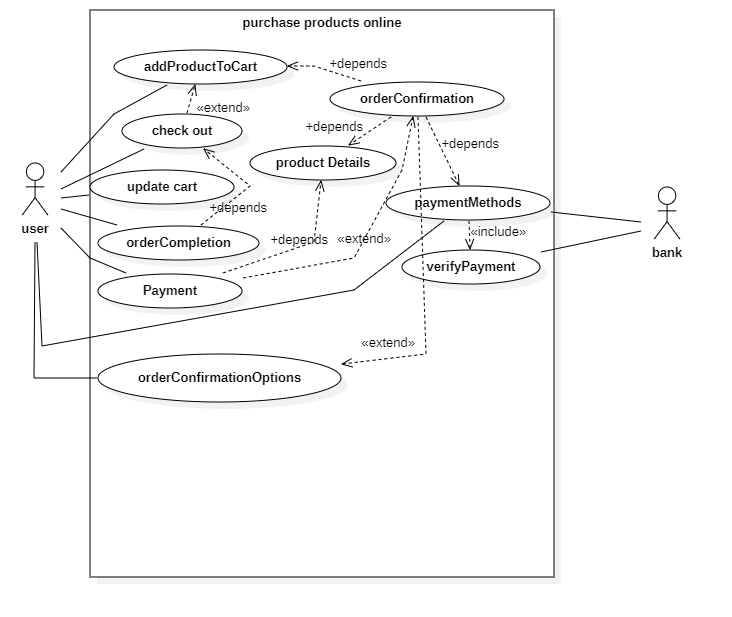 purchase products online
addProductToCart
+depends
orderConfirmation
«extend»
check out
+depends
+depends
product Details
update cart
paymentMethods
+depends
user
orderCompletion
+depends
«extend»
«include»
bank
verifyPayment
Payment
«extend»
orderConfirmationOptions